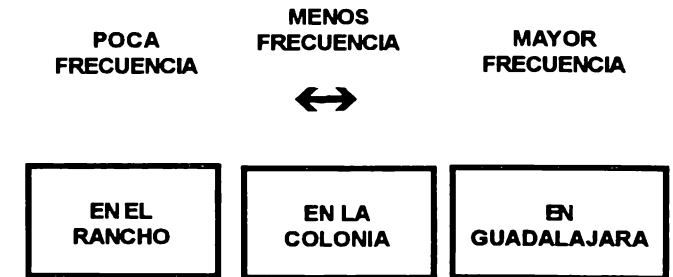 POCA
FRECUENCIA
MENOS
FRECUENCIA
MAYOR
FRECUENCIA
EN EL
RANCHO
EN LA
COLONIA
EN
GUADALAJARA